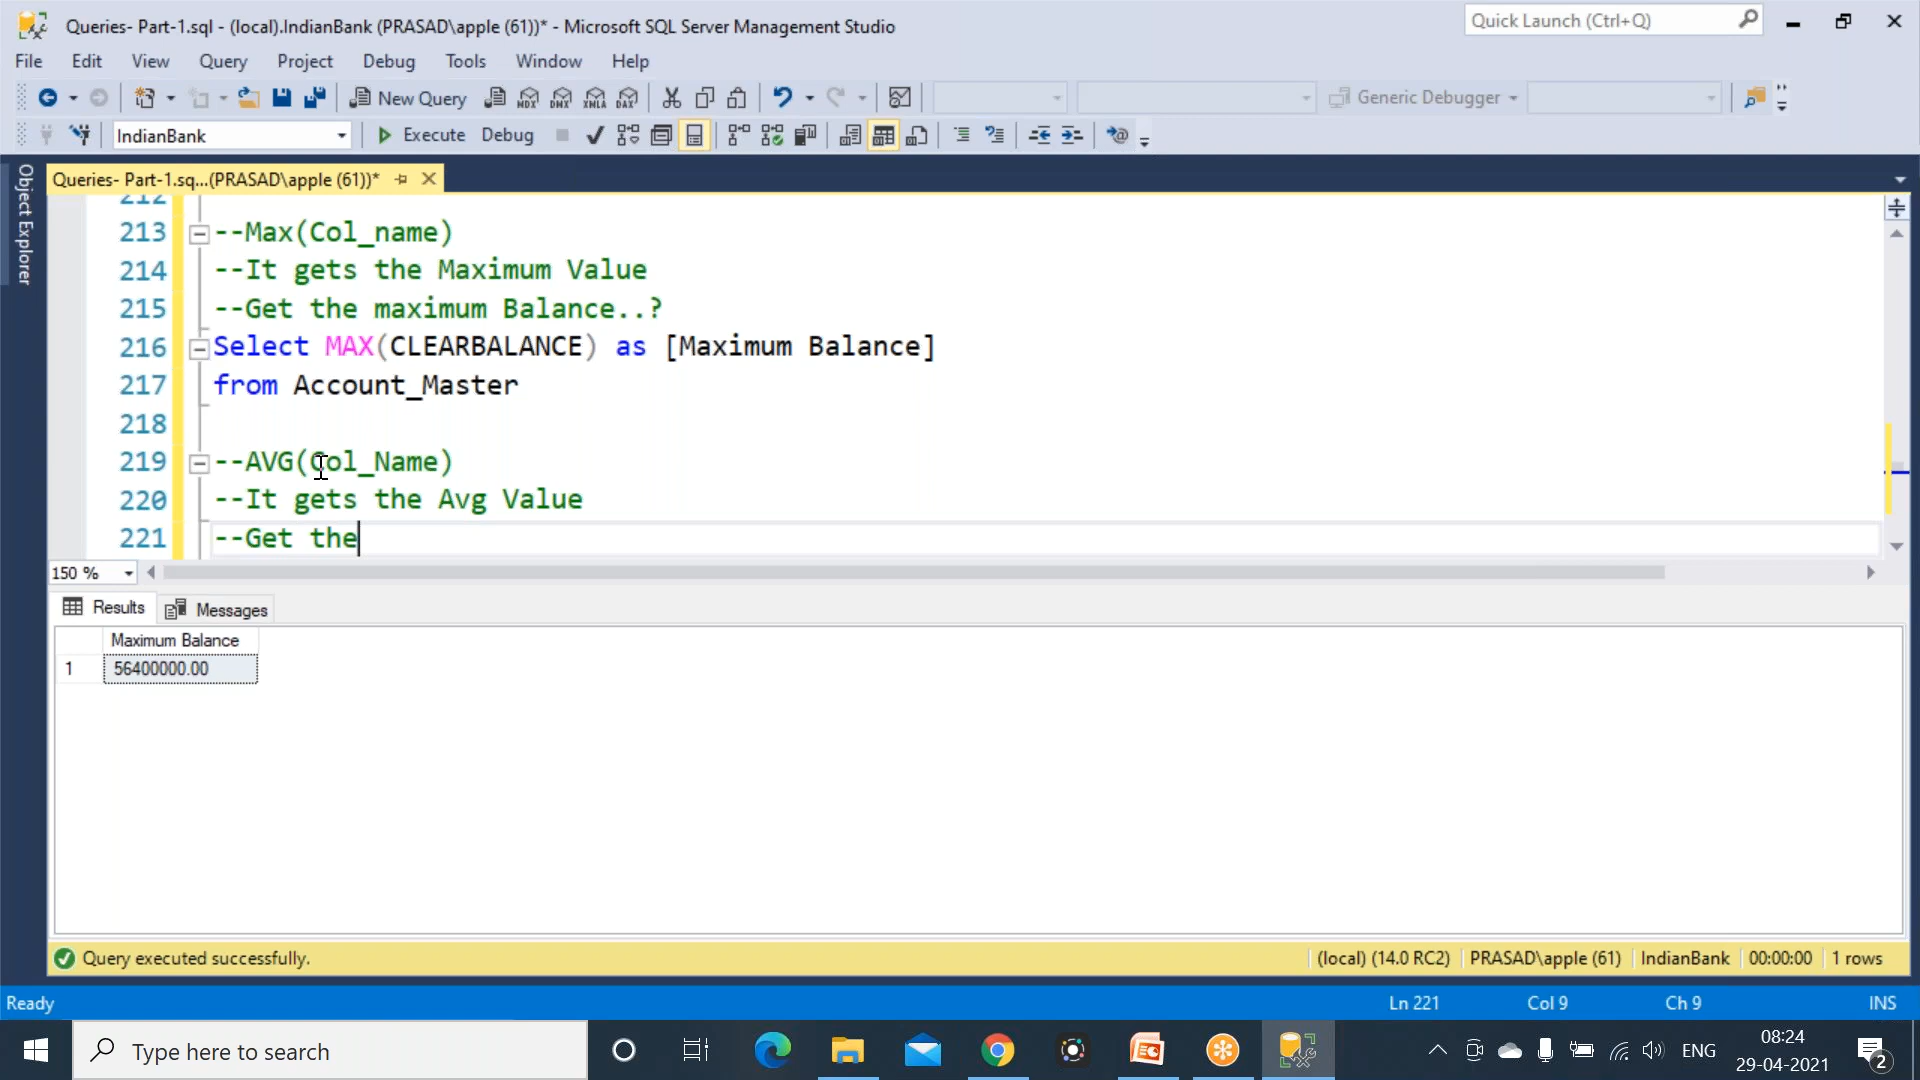 Queries- Part-1.sql - (local).IndianBank (PRASAD\apple (61))* - Microsoft SQL Server Management Studio
Quick Launch (Ctrl+Q)
File Edit View Query Project Debug Tools Window Help
New Query MDX DMX XMLA DAX Generic Debugger
IndianBank Execute Debug
Object Explorer
Queries- Part-1.sq...(PRASAD\apple (61))*
212
213 --Max(Col_name)
214 --It gets the Maximum Value
215 --Get the maximum Balance..?
216 Select MAX(CLEARBALANCE) as [Maximum Balance]
217 from Account_Master
218
219 --AVG(Col_Name)
220 --It gets the Avg Value
221 --Get the
150 %
Results Messages
Maximum Balance
1 56400000.00
Query executed successfully. (local) (14.0 RC2) PRASAD\apple (61) IndianBank 00:00:00 1 rows
Ready Ln 221 Col 9 Ch 9 INS
Type here to search
ENG
08:24
29-04-2021
2